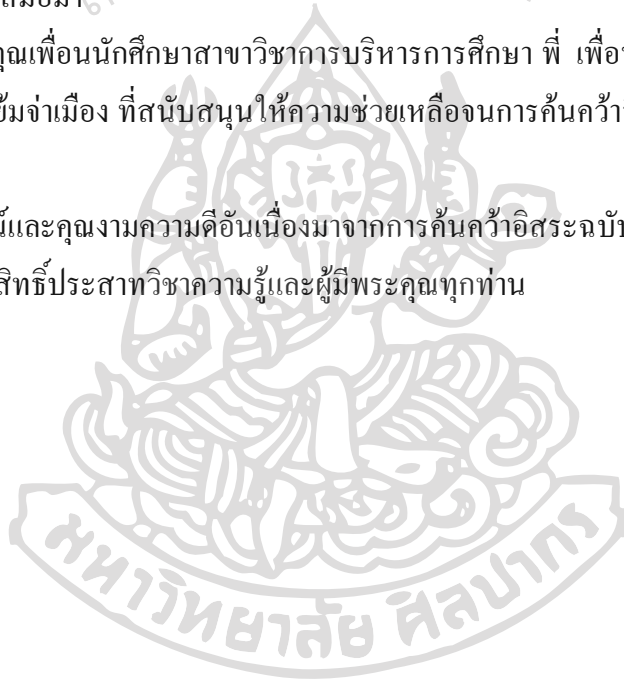 คุณเพื่อนนักศึกษาสาขาวิชาการบริหารการศึกษา พี่ เพื่อ
ย้มจ่าเมือง ที่สนับสนุนให้ความช่วยเหลือจนการค้นคว้า
และคุณงามความดีอันเนื่องมาจากการค้นคว้าอิสระฉบับ
สิทธิ์ประสาทวิชาความรู้และผู้มีพระคุณทุกท่าน
มหาวิทยาลัย ศิลปากร